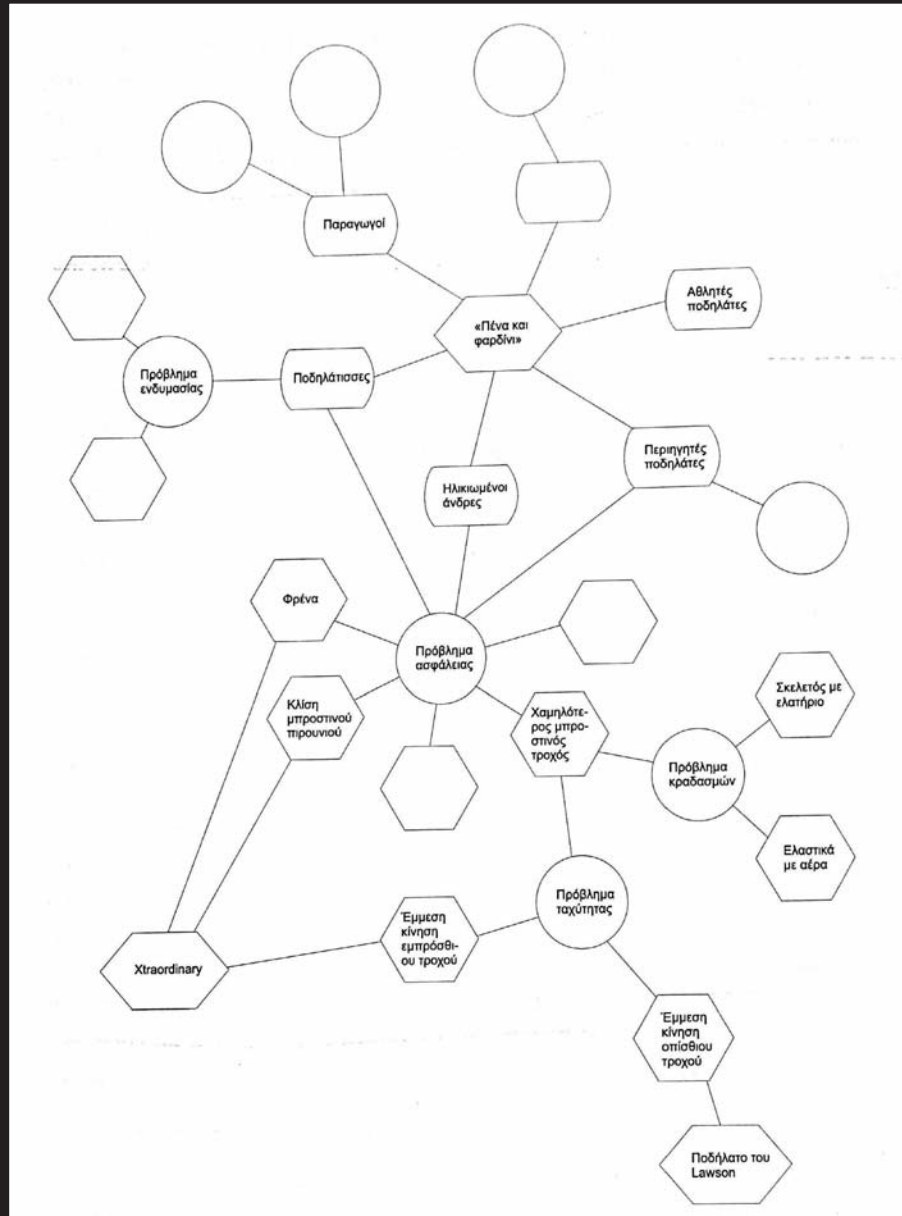 Παραγωγοί
Αθλητές
ποδηλάτες
«Πένα και
φαρδίνι»
Πρόβλημα
ενδυμασίας
Ποδηλάτισσες
Περιηγητές
ποδηλάτες
Ηλικιωμένοι
άνδρες
Φρένα
Πρόβλημα
ασφάλειας
Κλίση
μπροστινού
πιρουνιού
Χαμηλότε-
ρος μπρο-
στινός
τροχός
Σκελετός με
ελατήριο
Πρόβλημα
κραδασμών
Ελαστικά
με αέρα
Πρόβλημα
ταχύτητας
Έμμεση
κίνηση
εμπρόσθι-
ου τροχού
Xtraordinary
Έμμεση
κίνηση
οπίσθιου
τροχού
Ποδήλατο του
Lawson